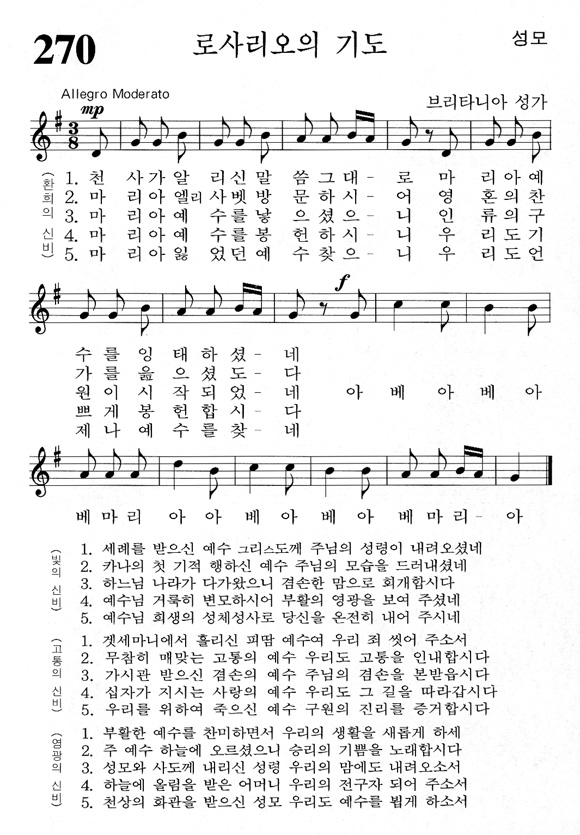 270 로사리오의 기도 성모
Allegro Moderato
mp
브리타니아 성가
3
8
(환희의 신비)
1. 천 사가알 리신말 씀그대- 로 마 리아예
2. 마 리아엘리 사벳방 문하시- 어 영 혼의찬
3. 마 리아예 수를낳 으셨으- 니 인 류의구
4. 마 리아예 수를봉 헌하시- 니 우 리도기
5. 마 리아잃 었던예 수찾으- 니 우 리도언
f
수를잉 태하셨- 네
가를읊 으셨도- 다
원이시 작되었- 네 아 베 아 베 아
쁘게봉 헌합시- 다
제나예 수를찾- 네
베마리 아 아 베 아 베 아 베마리- 아
(빛의 신비)
1. 세례를 받으신 예수 그리스도께 주님의 성령이 내려오셨네
2. 카나의 첫 기적 행하신 예수 주님의 모습을 드러내셨네
3. 하느님 나라가 다가왔으니 겸손한 맘으로 회개합시다
4. 예수님 거룩히 변모하시어 부활의 영광을 보여 주셨네
5. 예수님 희생의 성체성사로 당신을 온전히 내어 주시네
(고통의 신비)
1. 겟세마니에서 흘리신 피땀 예수여 우리 죄 씻어 주소서
2. 무참히 매맞는 고통의 예수 우리도 고통을 인내합시다
3. 가시관 받으신 겸손의 예수 주님의 겸손을 본받읍시다
4. 십자가 지시는 사랑의 예수 우리도 그 길을 따라갑시다
5. 우리를 위하여 죽으신 예수 구원의 진리를 증거합시다
(영광의 신비)
1. 부활한 예수를 찬미하면서 우리의 생활을 새롭게 하세
2. 주 예수 하늘에 오르셨으니 승리의 기쁨을 노래합시다
3. 성모와 사도께 내리신 성령 우리의 맘에도 내려오소서
4. 하늘에 올림을 받은 어머니 우리의 전구자 되어 주소서
5. 천상의 화관을 받으신 성모 우리도 예수를 뵙게 하소서